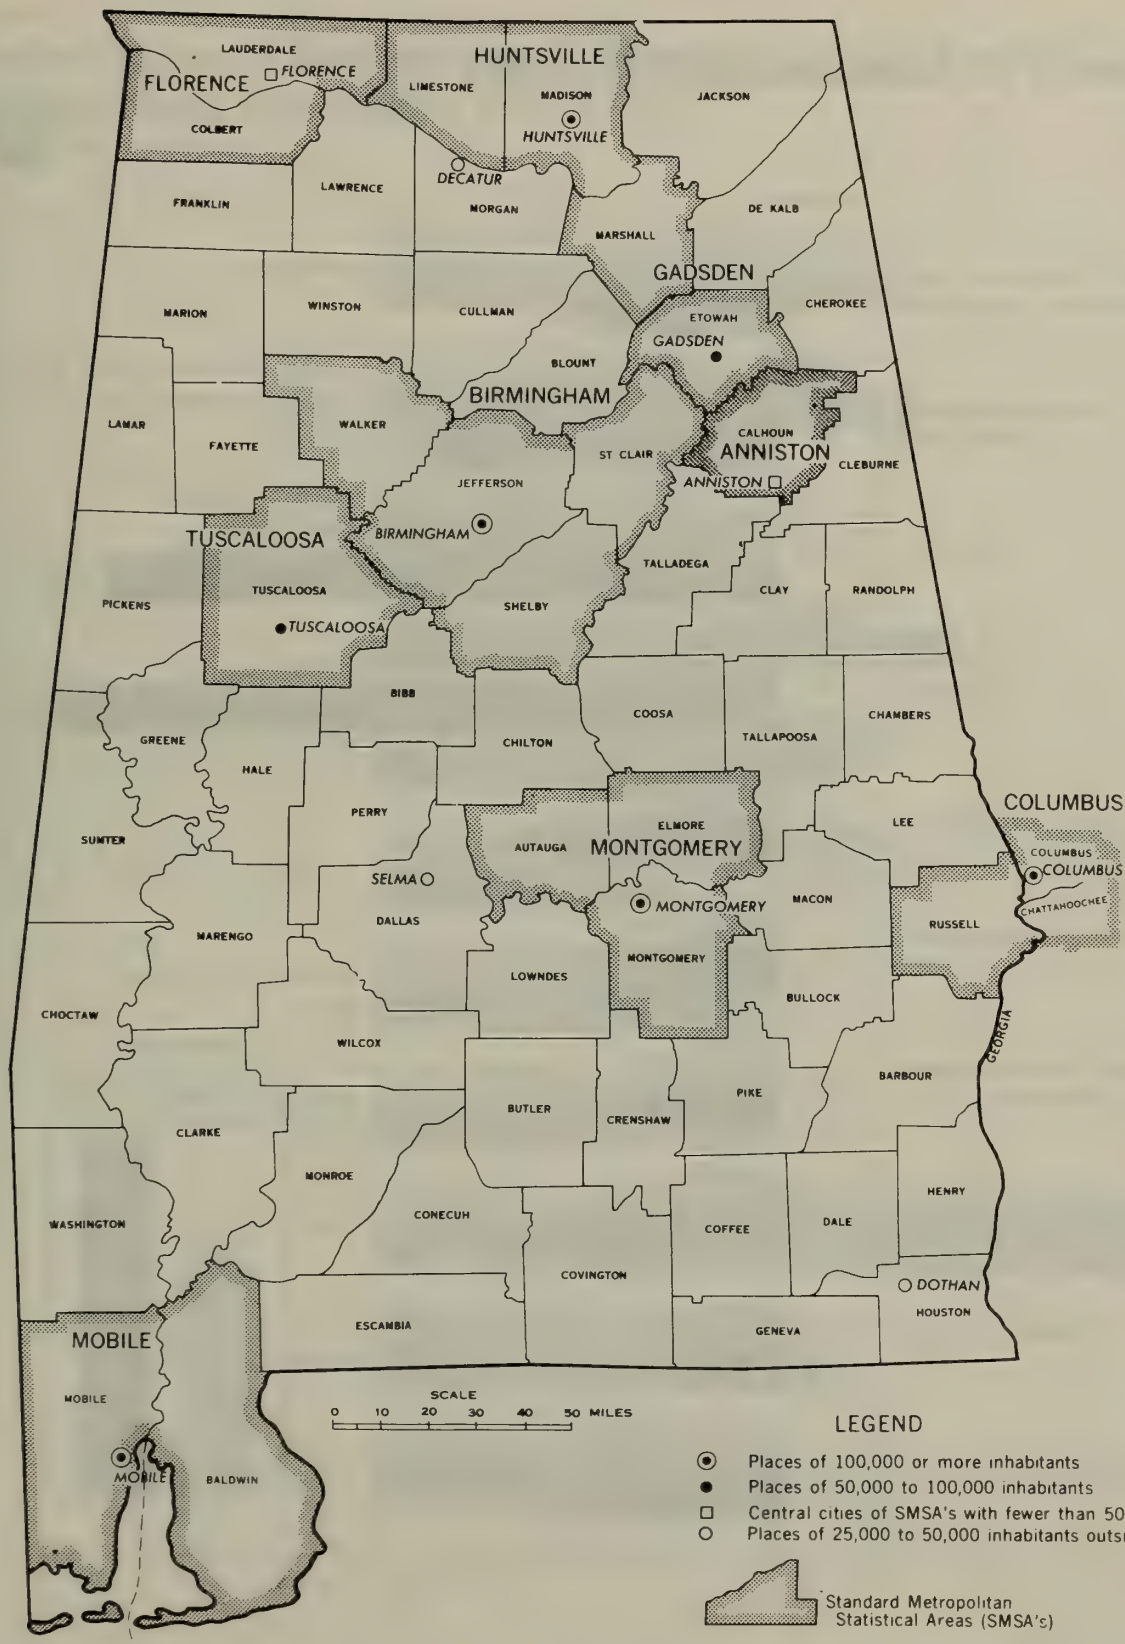 LAUDERDALE
HUNTSVILLE
FLORENCE
FLORENCE
LIMESTONE
MADISON
JACKSON
COLBERT
HUNTSVILLE
DECATUR
LAWRENCE
FRANKLIN
MORGAN
DE KALB
MARSHALL
GADSDEN
MARION
WINSTON
CULLMAN
ETOWAH
CHEROKEE
GADSDEN
BLOUNT
BIRMINGHAM
LAMAR
WALKER
FAYETTE
ST CLAIR
CALHOUN
ANNISTON
CLEBURNE
JEFFERSON
ANNISTON
BIRMINGHAM
TUSCALOOSA
TALLADEGA
TUSCALOOSA
CLAY
RANDOLPH
PICKENS
SHELBY
TUSCALOOSA
BIBB
COOSA
CHAMBERS
GREENE
CHILTON
TALLAPOOSA
HALE
COLUMBUS
PERRY
LEE
ELMORE
SUMTER
AUTAUGA
MONTGOMERY
COLUMBUS
COLUMBUS
SELMA
MACON
MONTGOMERY
CHATTAHOOCHEE
DALLAS
RUSSELL
MARENGO
MONTGOMERY
LOWNDES
BULLOCK
CHOCTAW
GEORGIA
WILCOX
BARBOUR
PIKE
BUTLER
CRENSHAW
CLARKE
MONROE
HENRY
CONECUH
WASHINGTON
COFFEE
DALE
COVINGTON
DOTHAN
HOUSTON
ESCAMBIA
GENEVA
MOBILE
MOBILE
SCALE
0 10 20 30 40 50 MILES
MOBILE
BALDWIN
LEGEND
Places of 100,000 or more inhabitants
Places of 50,000 to 100,000 inhabitants
Central cities of SMSA's with fewer than 50
Places of 25,000 to 50,000 inhabitants
Standard Metropolitan
Statistical Areas (SMSA's)